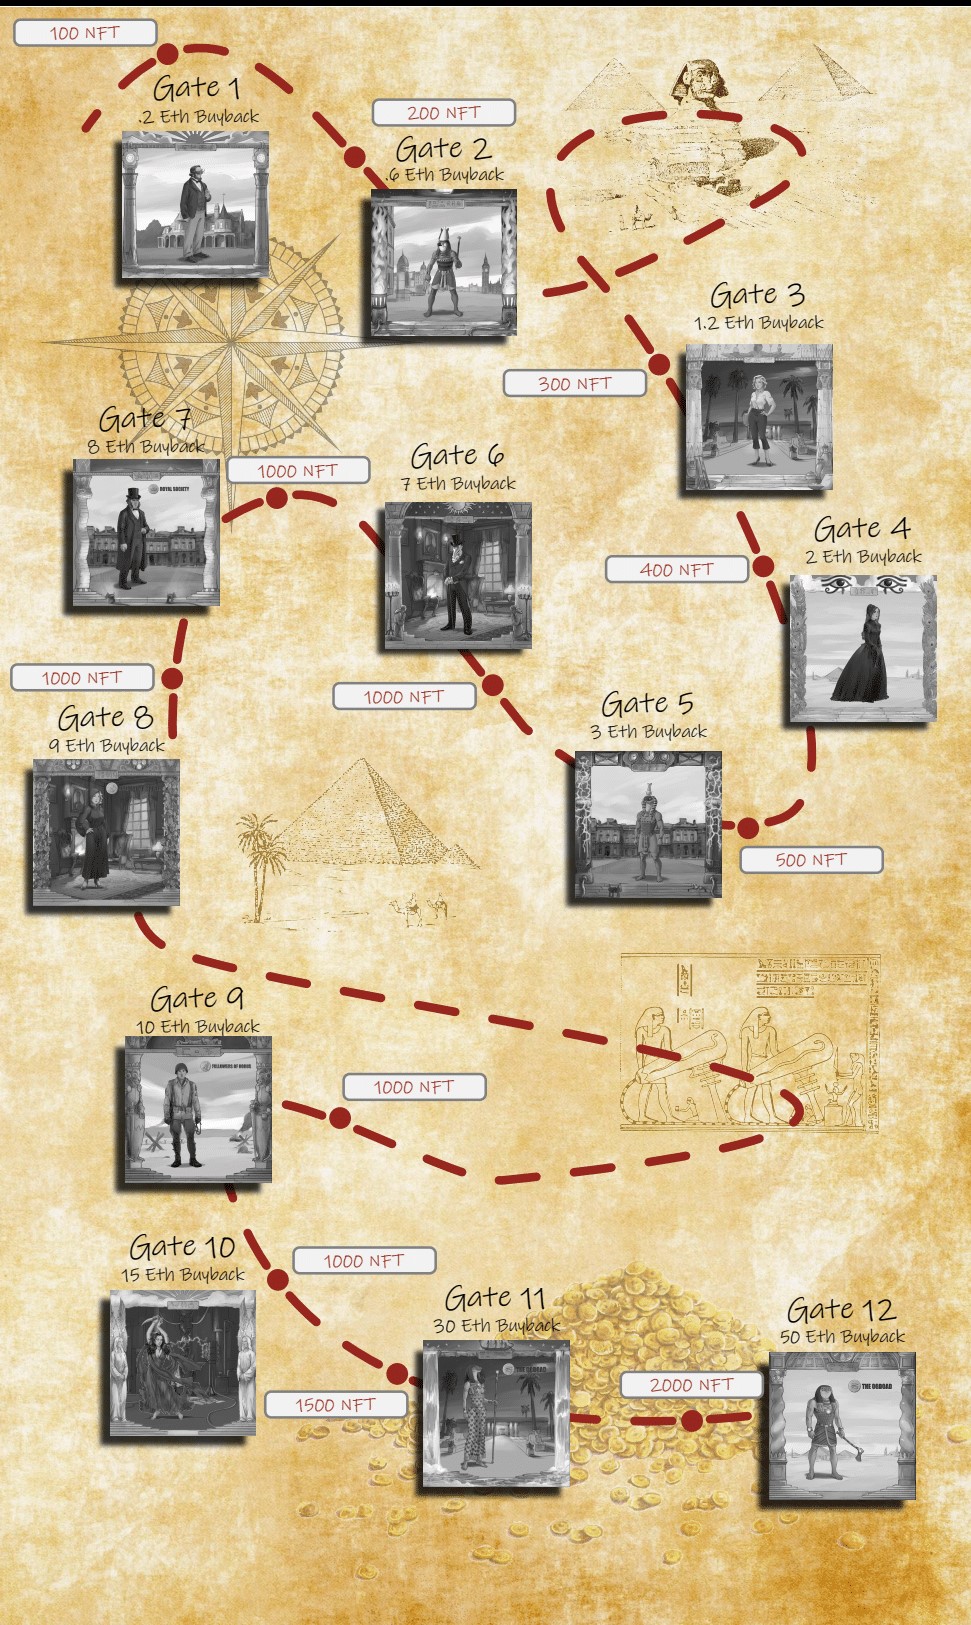 100 NFT
Gate 1
.2 Eth Buyback
200 NFT
Gate 2
.6 Eth Buyback
Gate 3
1.2 Eth Buyback
300 NFT
Gate 4
2 Eth Buyback
400 NFT
Gate 5
3 Eth Buyback
500 NFT
Gate 6
7 Eth Buyback
1000 NFT
Gate 7
8 Eth Buyback
1000 NFT
ROYAL SOCIETY
Gate 8
9 Eth Buyback
1000 NFT
Gate 9
10 Eth Buyback
1000 NFT
FOLLOWERS OF HORUS
Gate 10
15 Eth Buyback
1000 NFT
Gate 11
30 Eth Buyback
1500 NFT
THE OGDOAD
Gate 12
50 Eth Buyback
2000 NFT
THE OGDOAD